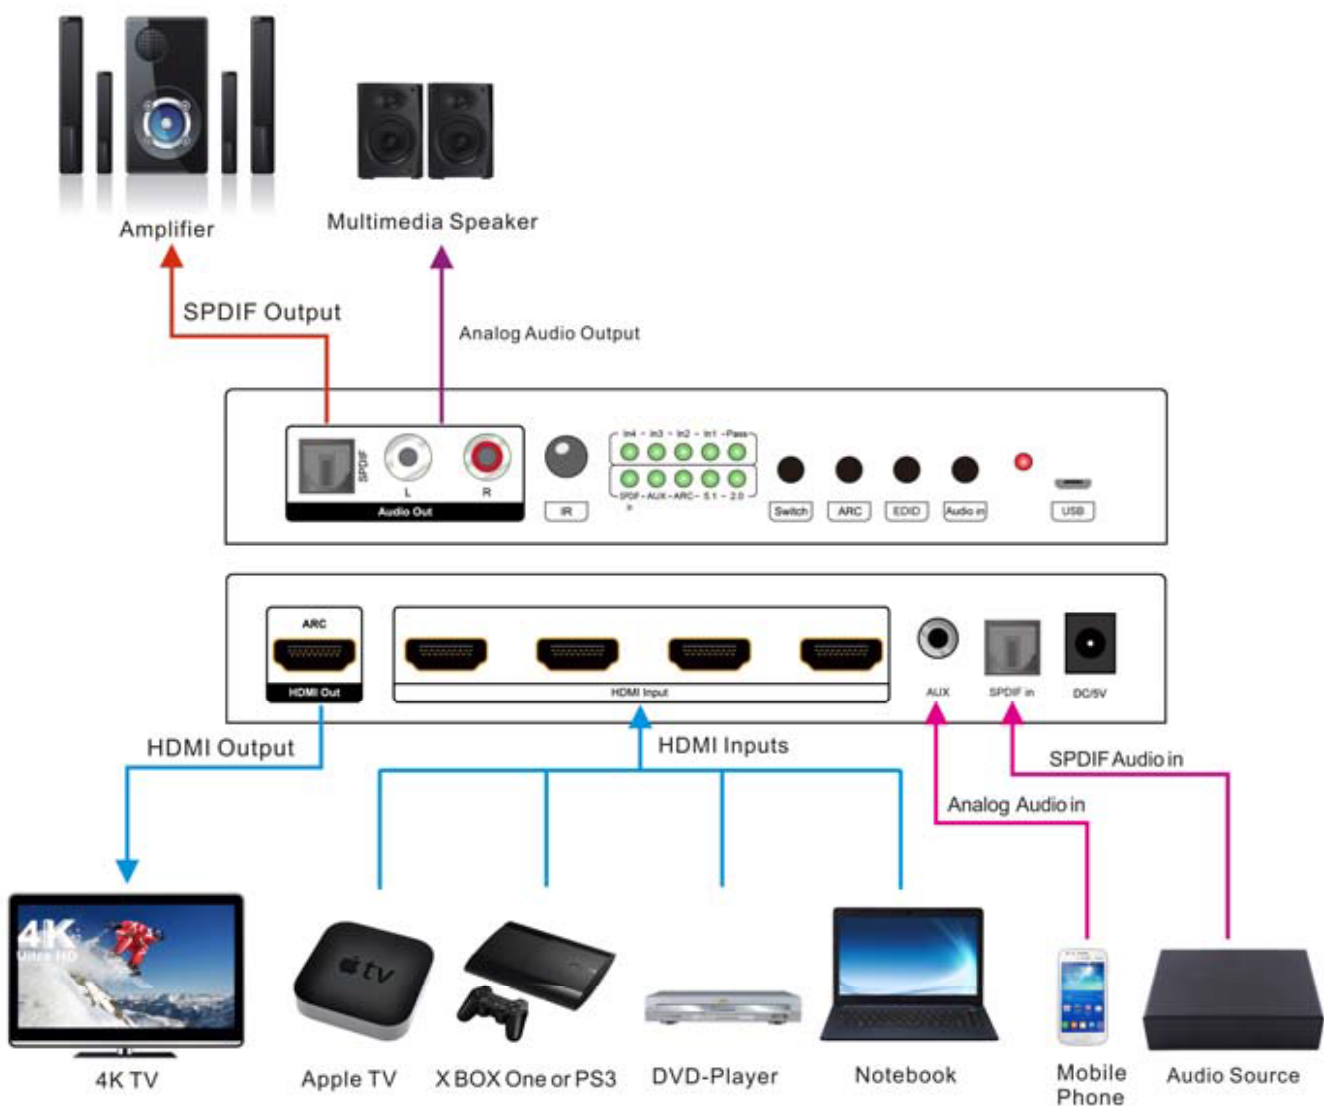 Amplifier
Multimedia Speaker
SPDIF Output
Analog Audio Output
In4 - In3 - In2 - In1 - Pass
SPDIF
L
R
Audio Out
IR
SPDIF - AUX - ARC - 5.1 - 2.0
in
Switch
ARC
EDID
Audio in
USB
ARC
HDMI Out
HDMI Input
AUX
SPDIF in
DC/5V
HDMI Output
HDMI Inputs
SPDIF Audio in
Analog Audio in
4K
Ultra HD
tv
4K TV
Apple TV
X BOX One or PS3
DVD-Player
Notebook
Mobile
Phone
Audio Source